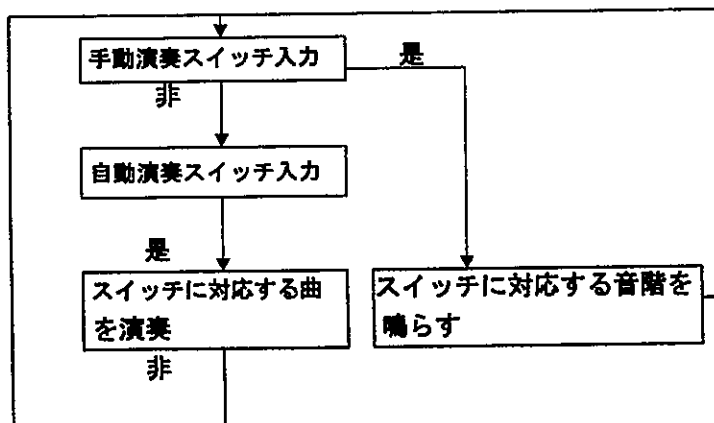 手動演奏スイッチ入力
是
非
自動演奏スイッチ入力
是
スイッチに対応する曲
を演奏
スイッチに対応する音階を
鳴らす
非